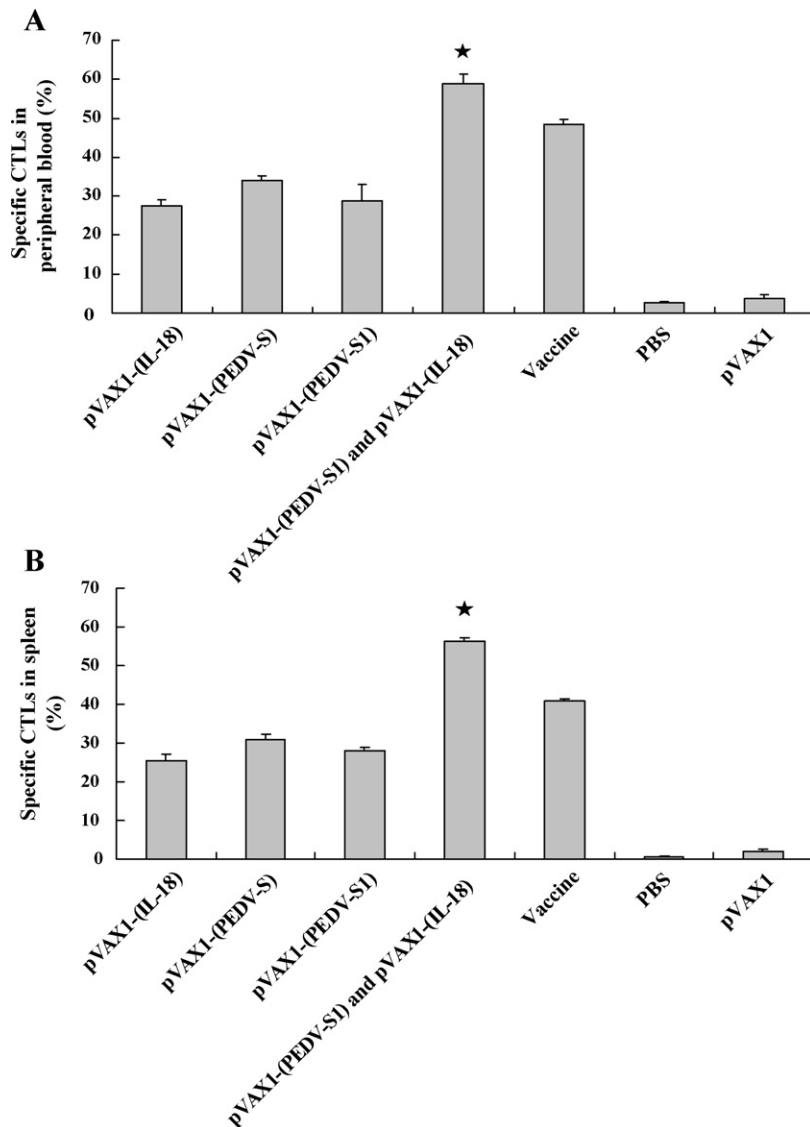 A
Specific CTLs in
peripheral blood (%)
70
60
50
40
30
20
10
0
★
pVAX1-(IL-18)
pVAX1-(PEDV-S)
pVAX1-(PEDV-S1)
pVAX1-(PEDV-S1) and pVAX1-(IL-18)
Vaccine
PBS
pVAX1
B
Specific CTLs in spleen
(%)
70
60
50
40
30
20
10
0
★
pVAX1-(IL-18)
pVAX1-(PEDV-S)
pVAX1-(PEDV-S1)
pVAX1-(PEDV-S1) and pVAX1-(IL-18)
Vaccine
PBS
pVAX1